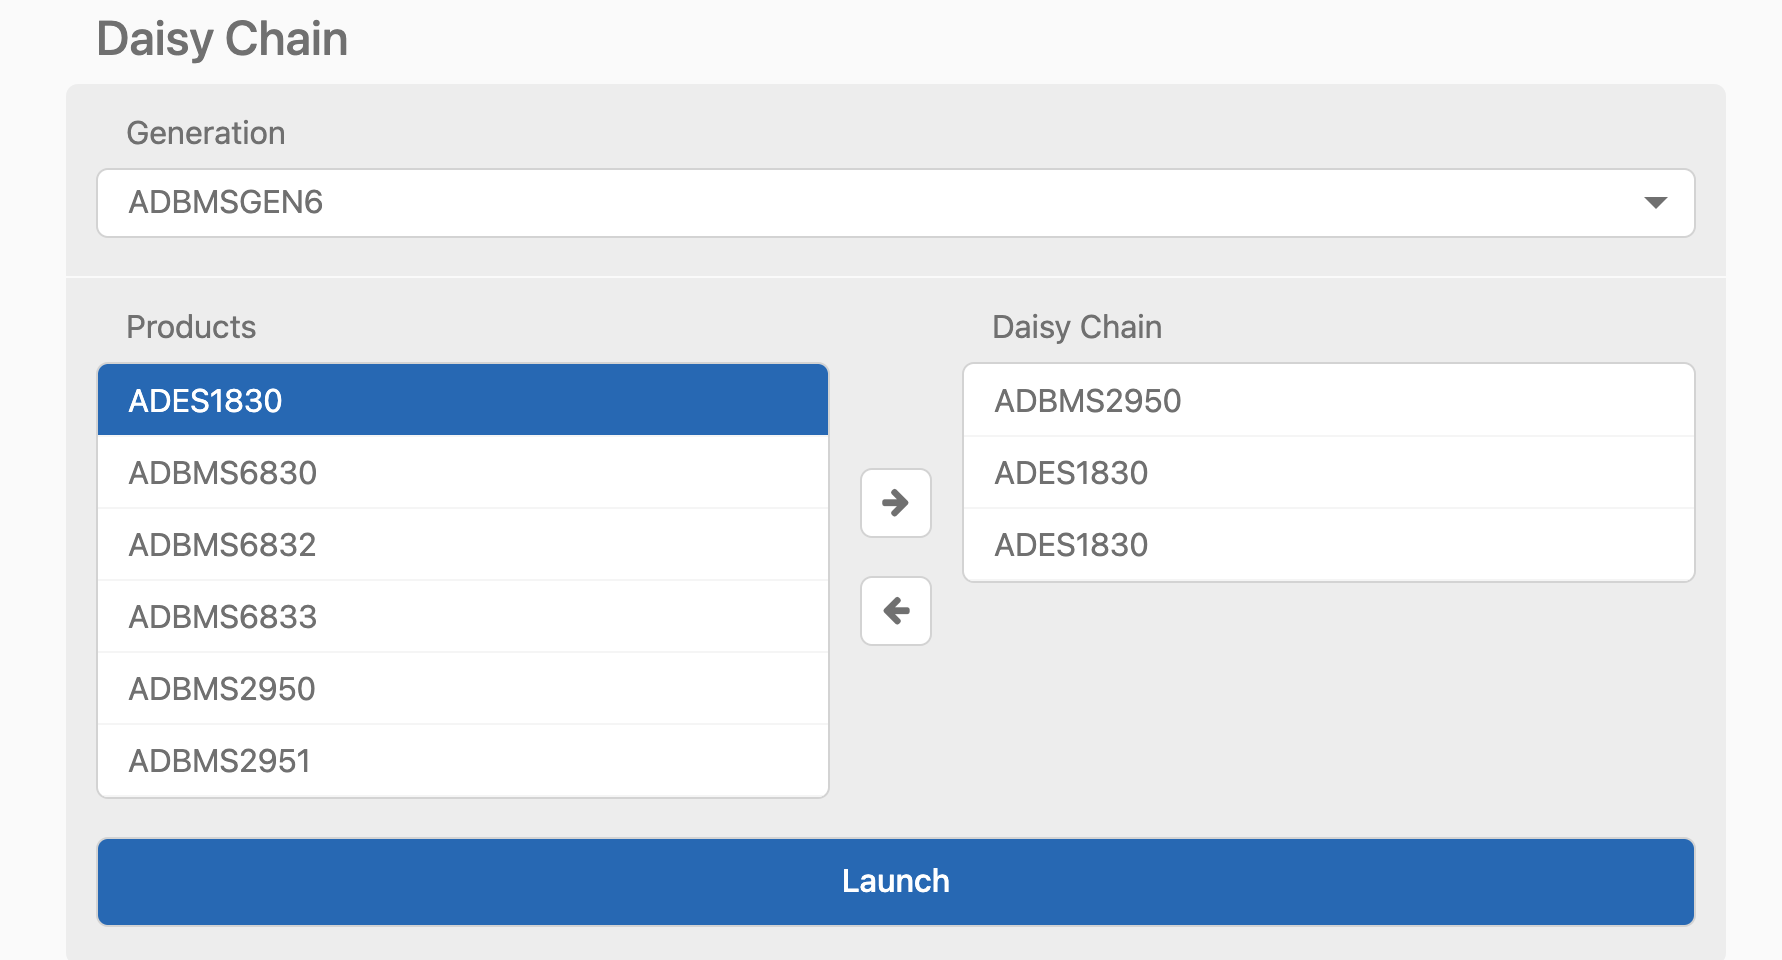 Daisy Chain
Generation
ADBMSGEN6
Products
ADES1830
ADBMS6830
ADBMS6832
ADBMS6833
ADBMS2950
ADBMS2951
Daisy Chain
ADBMS2950
ADES1830
ADES1830
Launch